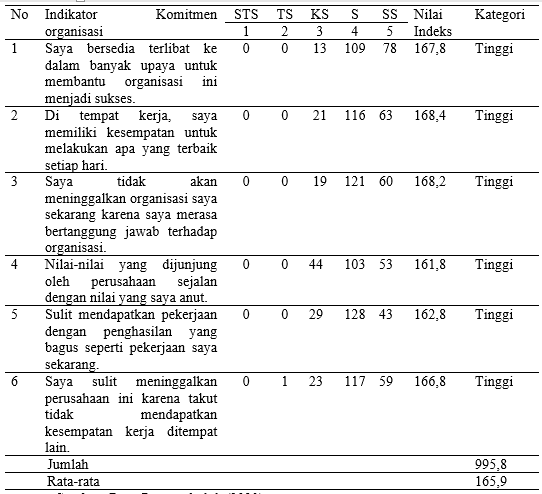 No Indikator Komitmen STS TS KS S SS Nilai Kategori
organisasi 1 2 3 4 5 Indeks
1 Saya bersedia terlibat ke 0 0 13 109 78 167,8 Tinggi
dalam banyak upaya untuk
membantu organisasi ini
menjadi sukses.
2 Di tempat kerja, saya 0 0 21 116 63 168,4 Tinggi
memiliki kesempatan untuk
melakukan apa yang terbaik
setiap hari.
3 Saya tidak akan 0 0 19 121 60 168,2 Tinggi
meninggalkan organisasi saya
sekarang karena saya merasa
bertanggung jawab terhadap
organisasi.
4 Nilai-nilai yang dijunjung 0 0 44 103 53 161,8 Tinggi
oleh perusahaan sejalan
dengan nilai yang saya anut.
5 Sulit mendapatkan pekerjaan 0 0 29 128 43 162,8 Tinggi
dengan penghasilan yang
bagus seperti pekerjaan saya
sekarang.
6 Saya sulit meninggalkan 0 1 23 117 59 166,8 Tinggi
perusahaan ini karena takut
tidak mendapatkan
kesempatan kerja ditempat
lain.
Jumlah 995,8
Rata-rata 165,9